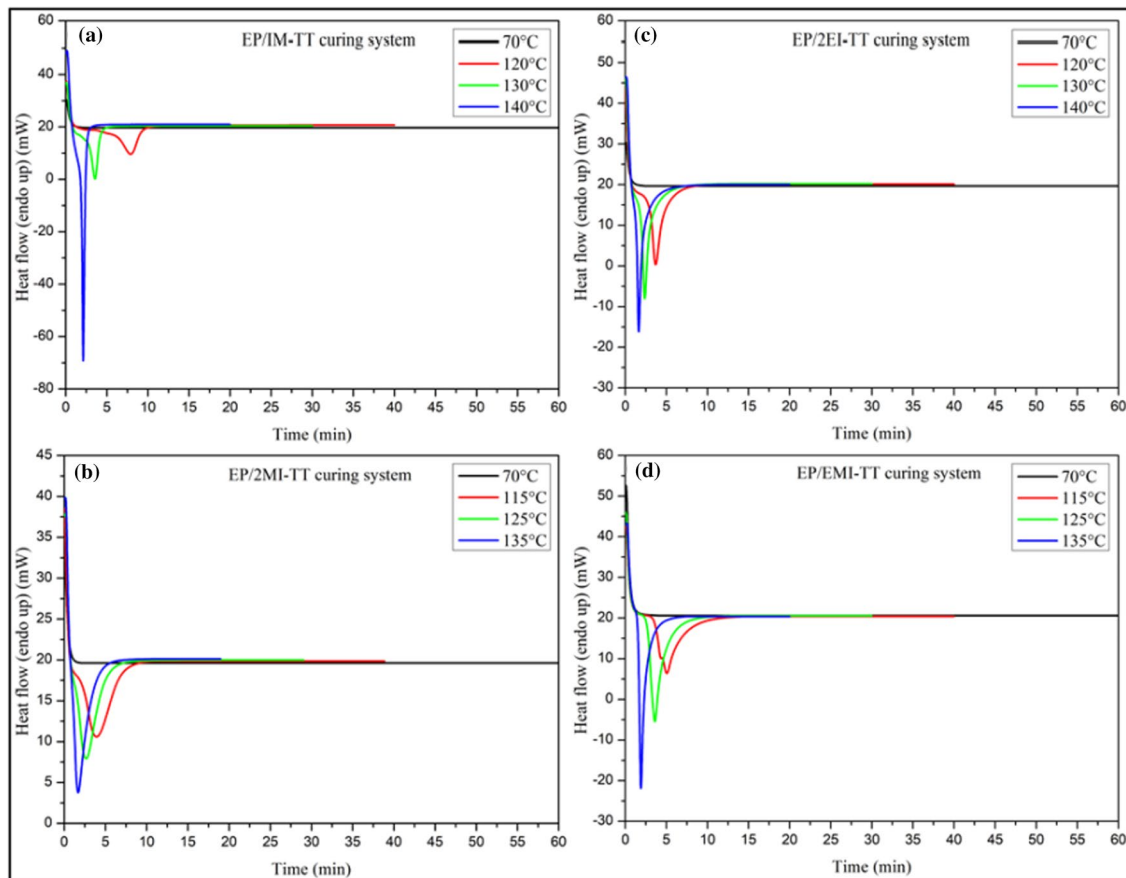 (a)
EP/IM-TT curing system
70°C
120°C
130°C
140°C
Heat flow (endo up) (mW)
60
40
20
0
-20
-40
-60
-80
0 5 10 15 20 25 30 35 40 45 50 55 60
Time (min)
(c)
EP/2EI-TT curing system
70°C
120°C
130°C
140°C
Heat flow (endo up) (mW)
60
50
40
30
20
10
0
-10
-20
-30
0 5 10 15 20 25 30 35 40 45 50 55 60
Time (min)
(b)
EP/2MI-TT curing system
70°C
115°C
125°C
135°C
Heat flow (endo up) (mW)
45
40
35
30
25
20
15
10
5
0
0 5 10 15 20 25 30 35 40 45 50 55 60
Time (min)
(d)
EP/EMI-TT curing system
70°C
115°C
125°C
135°C
Heat flow (endo up) (mW)
60
50
40
30
20
10
0
-10
-20
-30
0 5 10 15 20 25 30 35 40 45 50 55 60
Time (min)